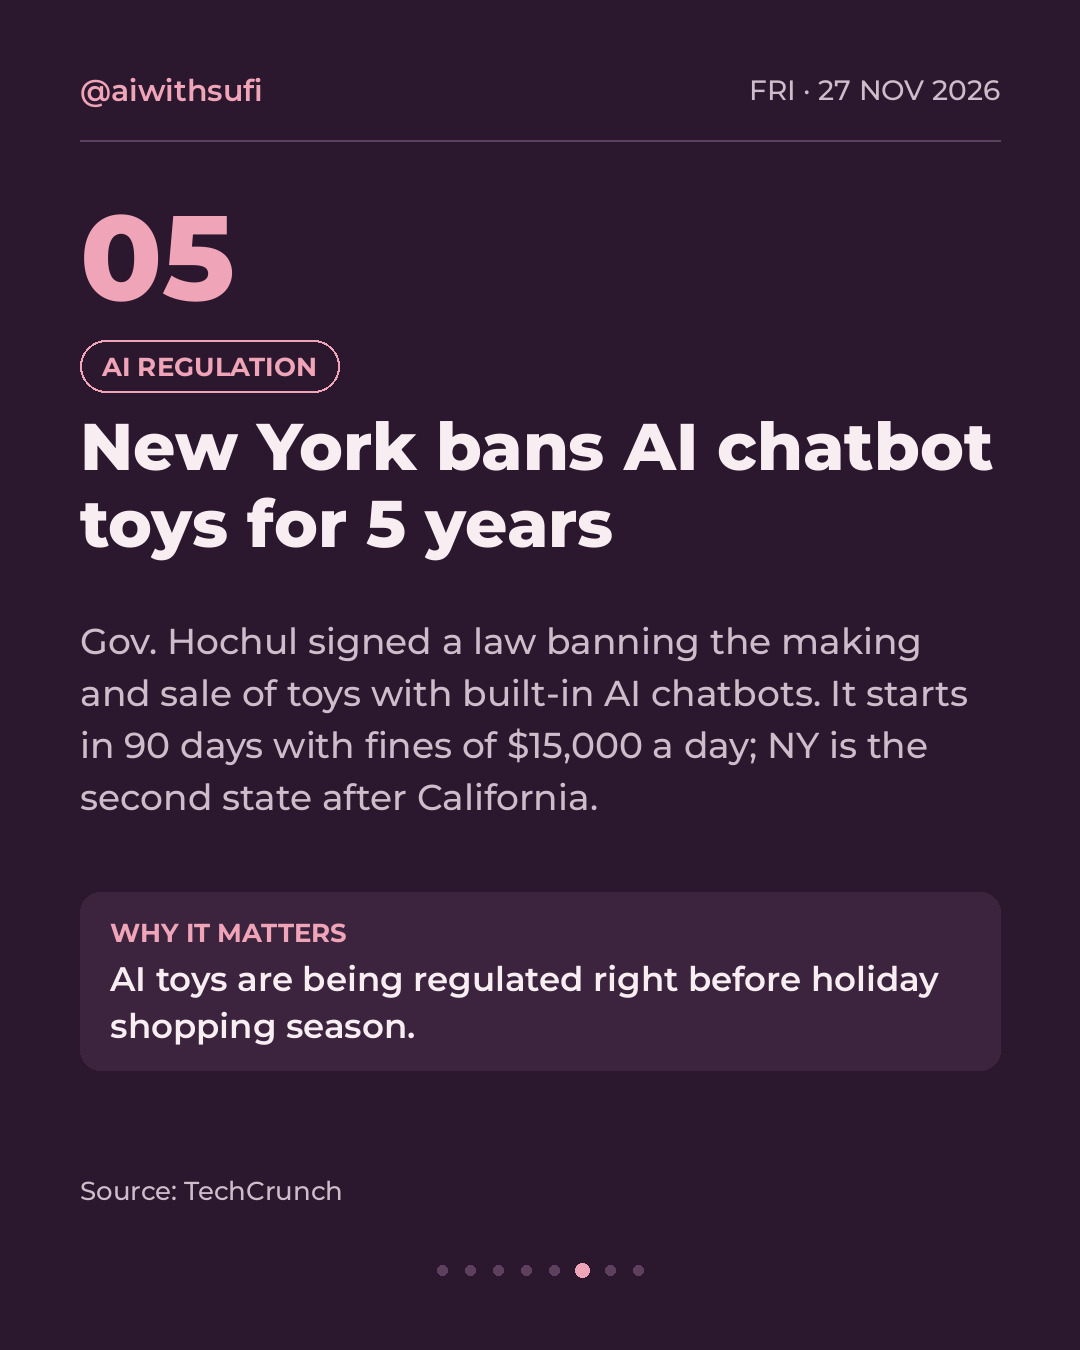 @aiwithsufi
FRI · 27 NOV 2026
05
AI REGULATION
New York bans AI chatbot
toys for 5 years
Gov. Hochul signed a law banning the making
and sale of toys with built-in AI chatbots. It starts
in 90 days with fines of $15,000 a day; NY is the
second state after California.
WHY IT MATTERS
AI toys are being regulated right before holiday
shopping season.
Source: TechCrunch